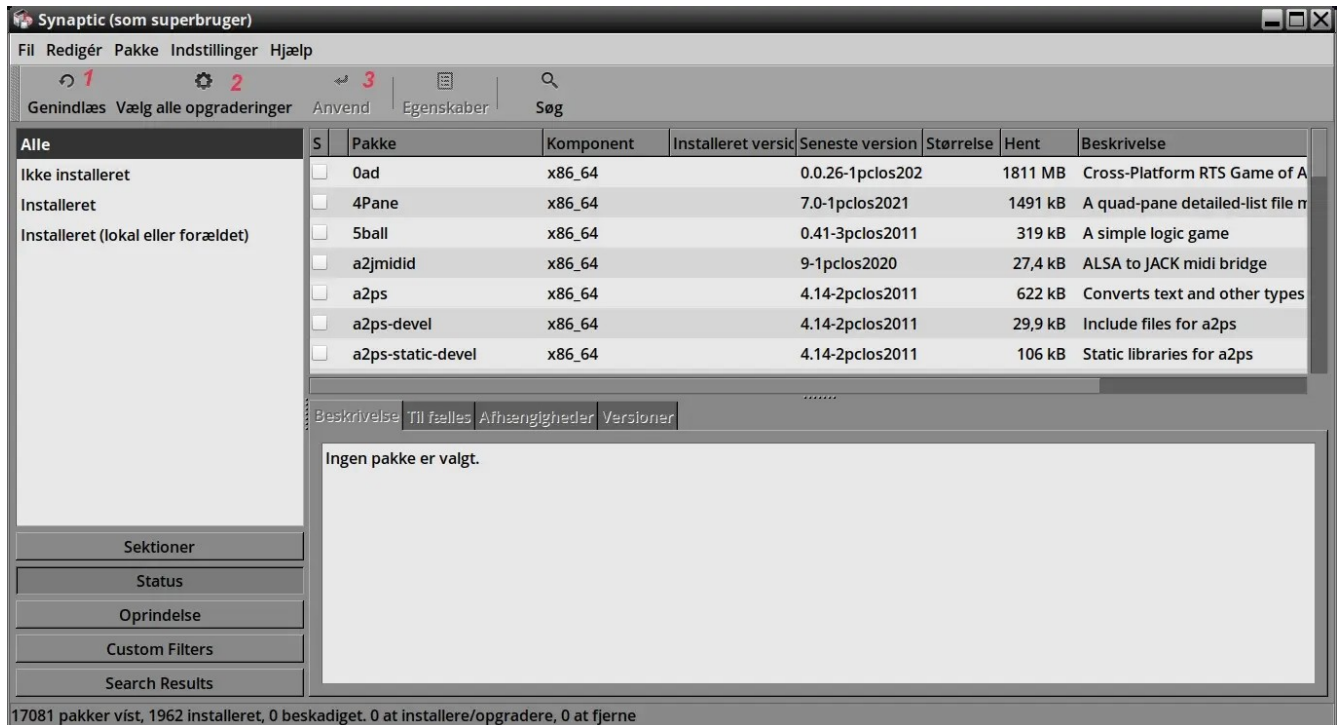 Synaptic (som superbruger)
Fil Redigér Pakke Indstillinger Hjælp
1 2 3
Genindlæs Vælg alle opgraderinger Anvend Egenskaber Søg
Alle
Ikke installeret
Installeret
Installeret (lokal eller forældet)
S Pakke Komponent Installeret versio Seneste version Størrelse Hent Beskrivelse
0ad x86_64 0.0.26-1pclos202 1811 MB Cross-Platform RTS Game of A
4Pane x86_64 7.0-1pclos2021 1491 kB A quad-pane detailed-list file m
5ball x86_64 0.41-3pclos2011 319 kB A simple logic game
a2jmidid x86_64 9-1pclos2020 27,4 kB ALSA to JACK midi bridge
a2ps x86_64 4.14-2pclos2011 622 kB Converts text and other types
a2ps-devel x86_64 4.14-2pclos2011 29,9 kB Include files for a2ps
a2ps-static-devel x86_64 4.14-2pclos2011 106 kB Static libraries for a2ps
Beskrivelse Til fælles Afhængigheder Versioner
Ingen pakke er valgt.
Sektioner
Status
Oprindelse
Custom Filters
Search Results
17081 pakker víst, 1962 installeret, 0 beskadiget. 0 at installere/opgradere, 0 at fjerne